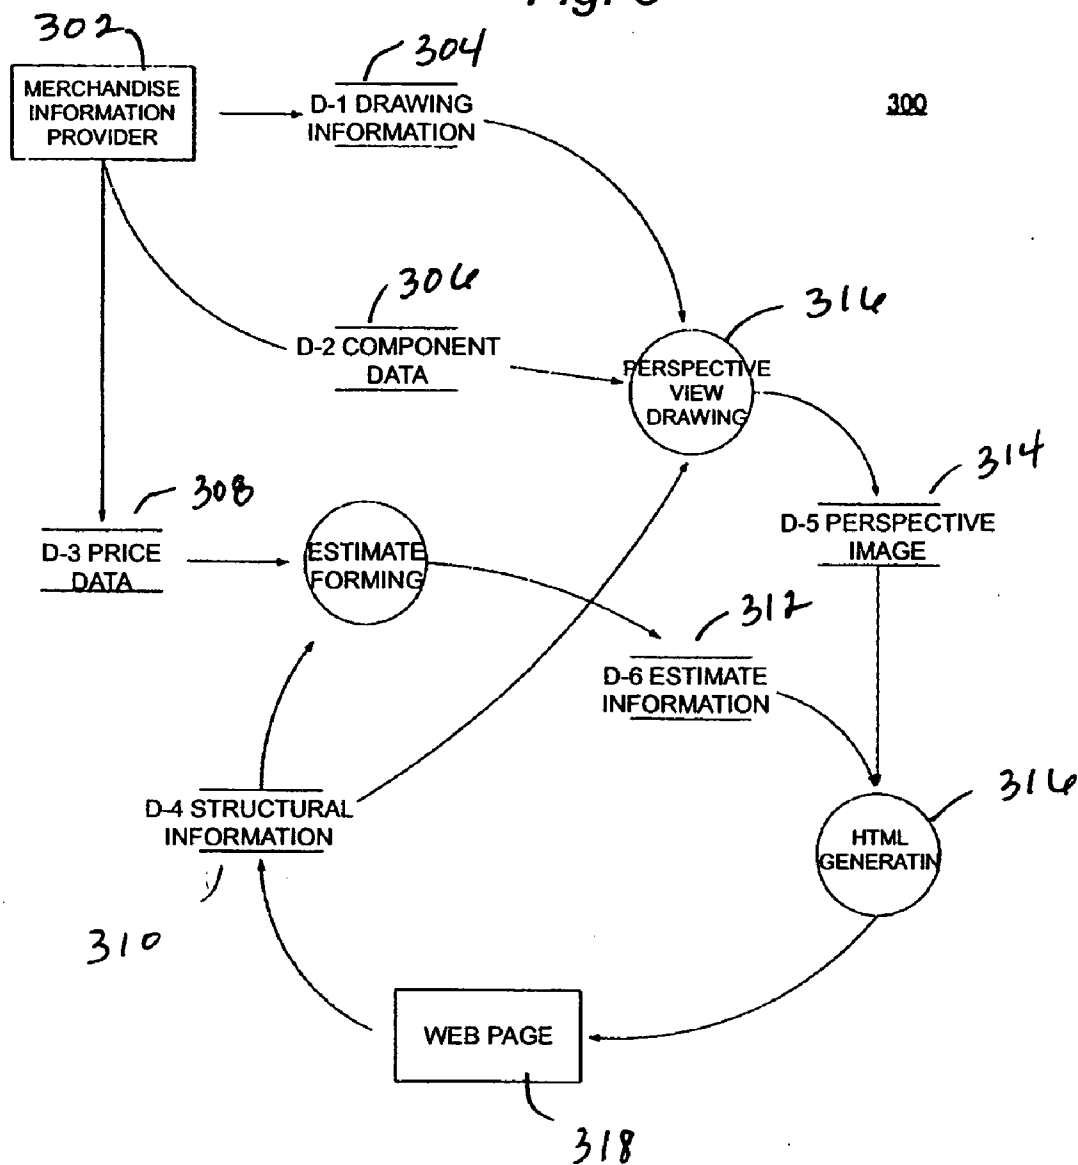 Fig. 3
302
304
MERCHANDISE
INFORMATION
PROVIDER
D-1 DRAWING
INFORMATION
300
306
D-2 COMPONENT
DATA
316
PERSPECTIVE
VIEW
DRAWING
308
D-3 PRICE
DATA
ESTIMATE
FORMING
314
D-5 PERSPECTIVE
IMAGE
312
D-6 ESTIMATE
INFORMATION
D-4 STRUCTURAL
INFORMATION
310
316
HTML
GENERATIN
WEB PAGE
318